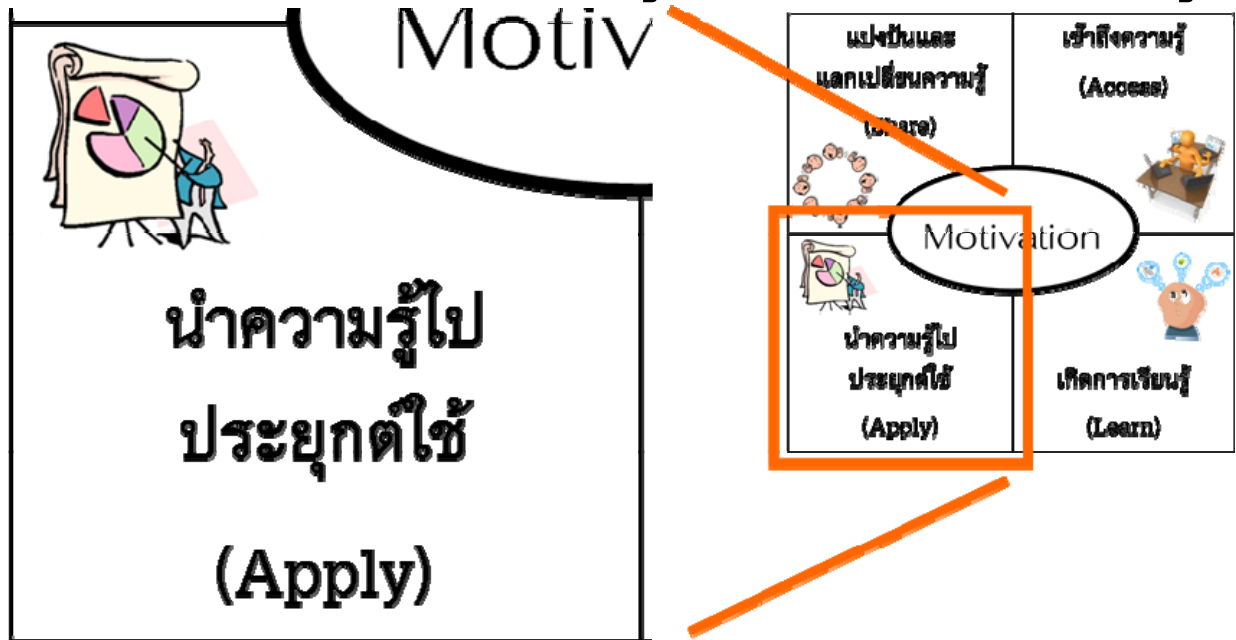 Motiv
นำความรู้ไป
ประยุกต์ใช้
(Apply)
แบ่งปันและ
แลกเปลี่ยนความรู้
(Share)
เข้าถึงความรู้
(Access)
Motivation
นำความรู้ไป
ประยุกต์ใช้
(Apply)
เกิดการเรียนรู้
(Learn)